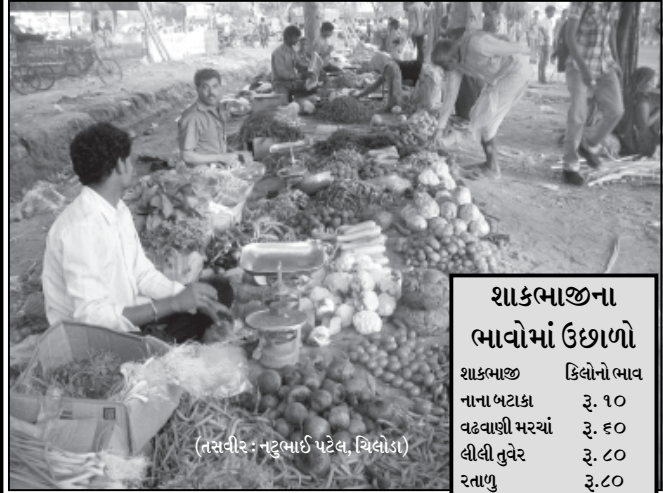 શાકભાજીના
ભાવોમાં ઉછાળો
શાકભાજી કિલોનો ભાવ
નાના બટાકા રૂ. ૧૦
વઢવાણી મરચાં રૂ. ૬૦
લીલી તુવેર રૂ. ૮૦
રતાળુ રૂ.૮૦
(તસવીર : નટુભાઈ પટેલ, ચિલોડા)